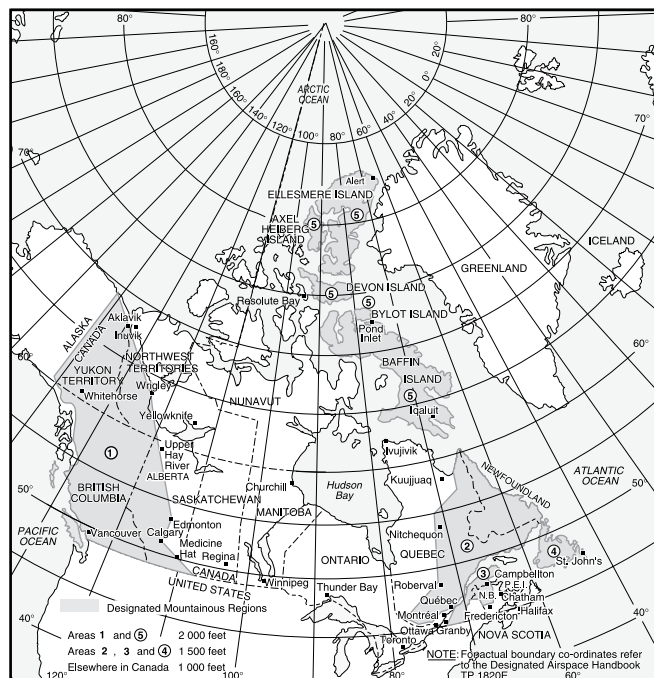 80°
160°
160°
80°
140°
140°
120°
120°
100°
80°
60°
40°
20°
0°
20°
40°
60°
80°
100°
120°
140°
ARCTIC
OCEAN
70°
70°
Alert
ELLESMERE ISLAND
⑤
⑤
AXEL
HEIBERG
ISLAND
ICELAND
GREENLAND
⑤
DEVON ISLAND
Resolute Bay
⑤
BYLOT ISLAND
Pond
Inlet
Aklavik
Inuvik
ALASKA
CANADA
60°
60°
NORTHWEST
TERRITORIES
YUKON
TERRITORY
Wrigley
Whitehorse
BAFFIN
ISLAND
⑤
Iqaluit
NUNAVUT
Yellowknife
①
Upper
Hay
River
ALBERTA
Ivujivik
Kuujjuaq
NEWFOUNDLAND
ATLANTIC
OCEAN
50°
50°
BRITISH
COLUMBIA
SASKATCHEWAN
Churchill
Hudson
Bay
MANITOBA
PACIFIC
OCEAN
Vancouver
Edmonton
Calgary
Medicine
Hat
Regina
Nitchequon
②
QUEBEC
④
St. John's
CANADA
UNITED STATES
Winnipeg
ONTARIO
Thunder Bay
Roberval
③
Campbellton
P.E.I.
N.B.
Chatham
Québec
Montréal
Fredericton
Halifax
Ottawa
Granby
NOVA SCOTIA
Toronto
40°
40°
Designated Mountainous Regions
Areas 1 and ⑤ 2 000 feet
Areas 2 , 3 and ④ 1 500 feet
Elsewhere in Canada 1 000 feet
NOTE: For actual boundary co-ordinates refer
to the Designated Airspace Handbook
TP 1820E
120°
100°
80°
60°